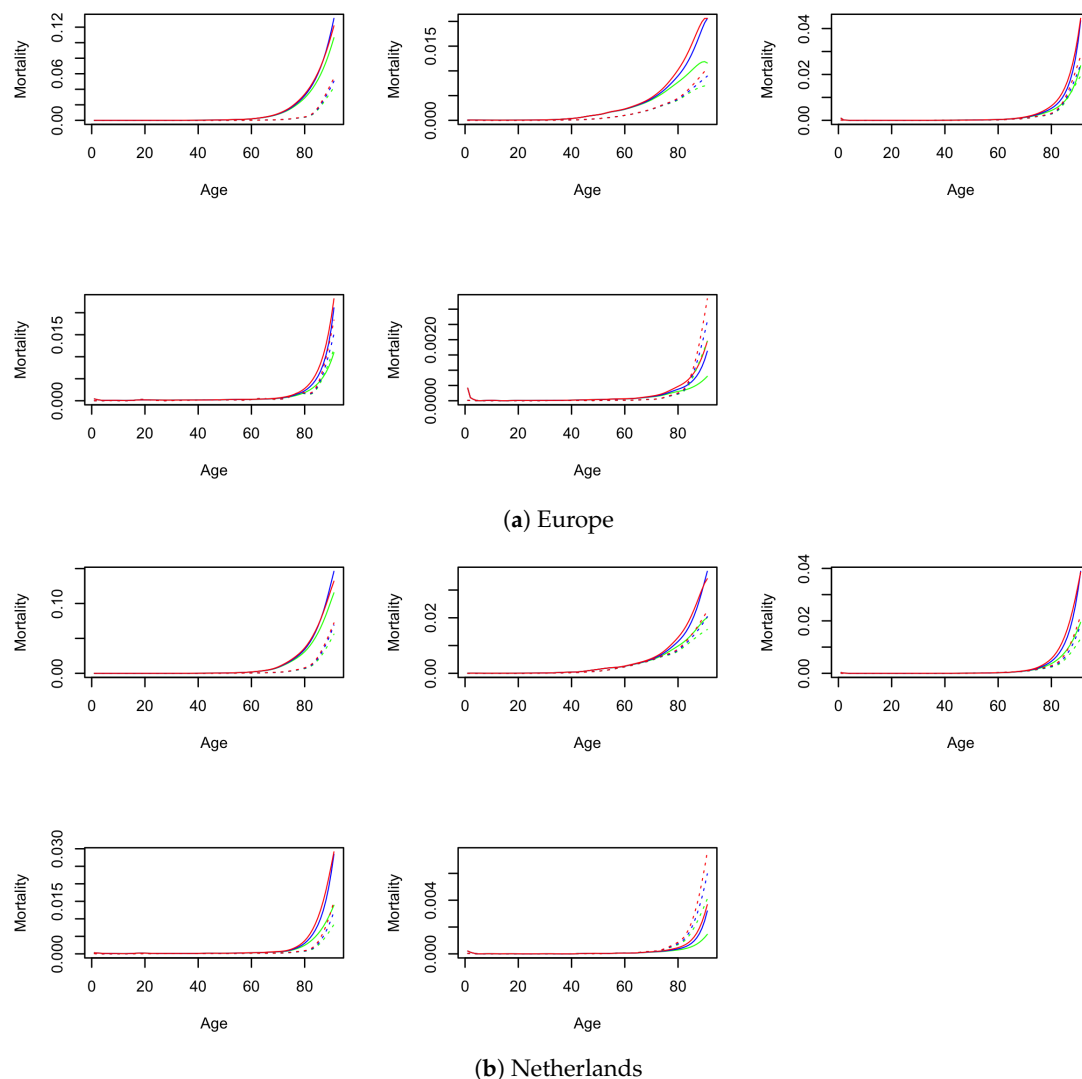 Mortality
0.00 0.06 0.12
0 20 40 60 80
Age
Mortality
0.000 0.015
0 20 40 60 80
Age
Mortality
0.00 0.02 0.04
0 20 40 60 80
Age
Mortality
0.000 0.015
0 20 40 60 80
Age
Mortality
0.0000 0.0020
0 20 40 60 80
Age
(a) Europe
Mortality
0.00 0.10
0 20 40 60 80
Age
Mortality
0.00 0.02
0 20 40 60 80
Age
Mortality
0.00 0.02 0.04
0 20 40 60 80
Age
Mortality
0.000 0.015 0.030
0 20 40 60 80
Age
Mortality
0.000 0.004
0 20 40 60 80
Age
(b) Netherlands